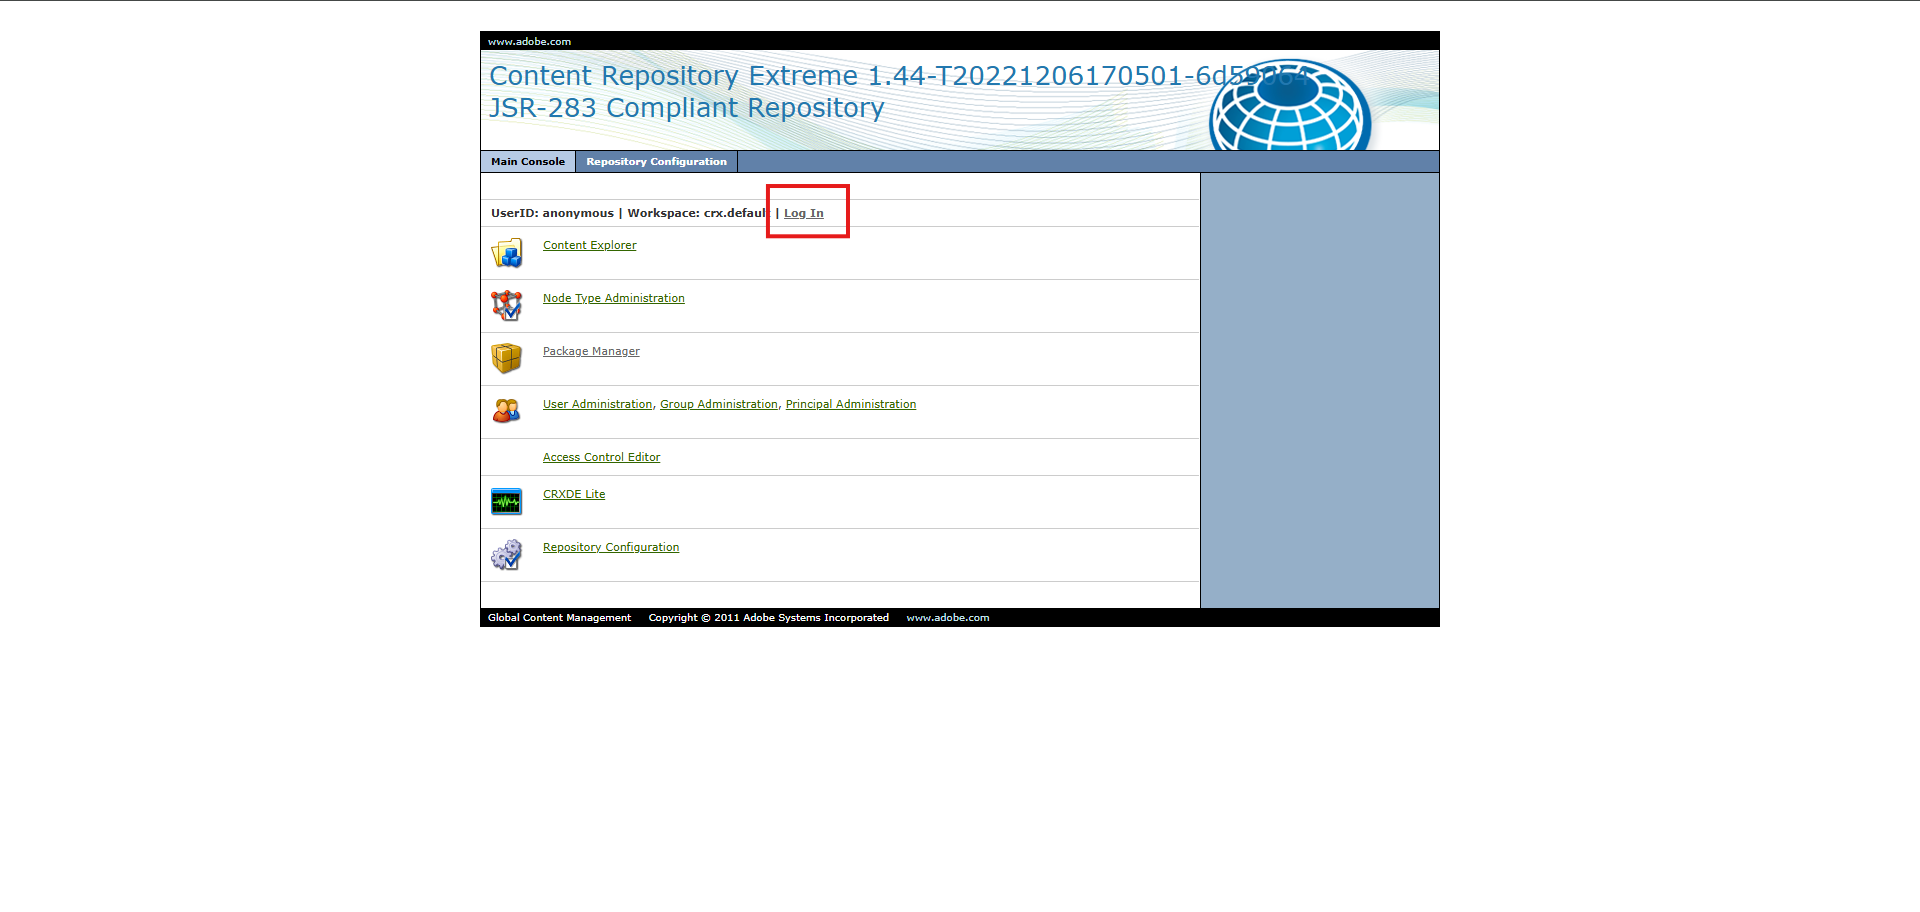 www.adobe.com
Content Repository Extreme 1.44-T20221206170501-6d59064
JSR-283 Compliant Repository
Main Console Repository Configuration
UserID: anonymous | Workspace: crx.default | Log In
Content Explorer
Node Type Administration
Package Manager
User Administration, Group Administration, Principal Administration
Access Control Editor
CRXDE Lite
Repository Configuration
Global Content Management Copyright © 2011 Adobe Systems Incorporated www.adobe.com